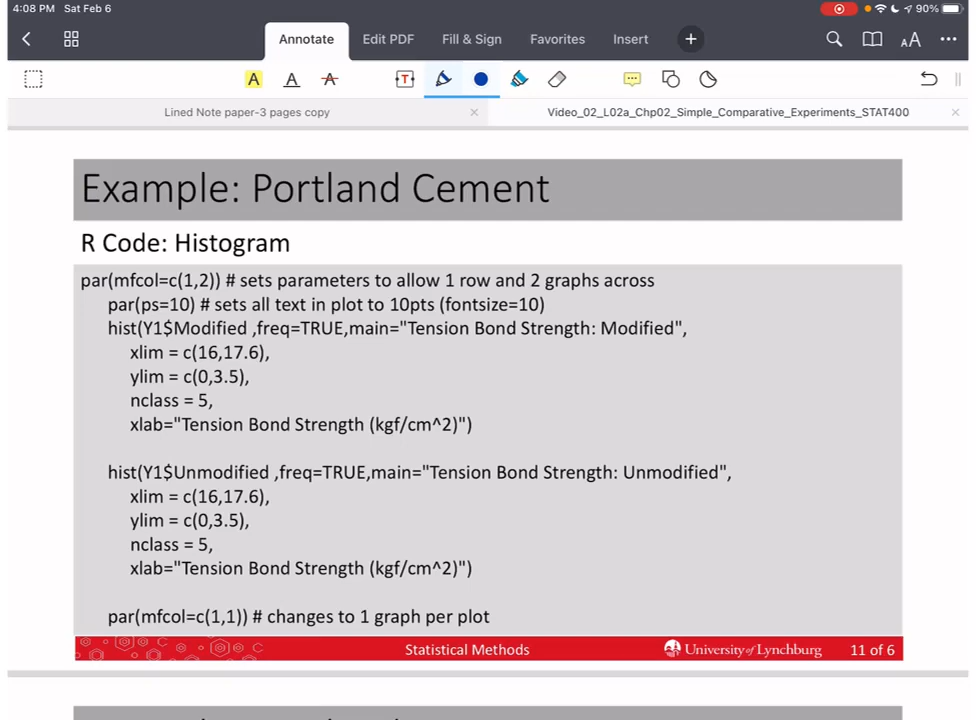 4:08 PM Sat Feb 6
90%
Annotate Edit PDF Fill & Sign Favorites Insert
AA
A A A T
Lined Note paper-3 pages copy
Video_02_L02a_Chp02_Simple_Comparative_Experiments_STAT400
Example: Portland Cement
R Code: Histogram
par(mfcol=c(1,2)) # sets parameters to allow 1 row and 2 graphs across
par(ps=10) # sets all text in plot to 10pts (fontsize=10)
hist(Y1$Modified ,freq=TRUE,main="Tension Bond Strength: Modified",
xlim = c(16,17.6),
ylim = c(0,3.5),
nclass = 5,
xlab="Tension Bond Strength (kgf/cm^2)")
hist(Y1$Unmodified ,freq=TRUE,main="Tension Bond Strength: Unmodified",
xlim = c(16,17.6),
ylim = c(0,3.5),
nclass = 5,
xlab="Tension Bond Strength (kgf/cm^2)")
par(mfcol=c(1,1)) # changes to 1 graph per plot
Statistical Methods
University of Lynchburg
11 of 6